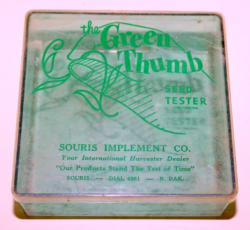 the Green
Thumb
SEED
TESTER
SOURIS IMPLEMENT CO.
Your International Harvester Dealer
"Our Products Stand The Test of Time"
SOURIS — DIAL 4561 — N. DAK.